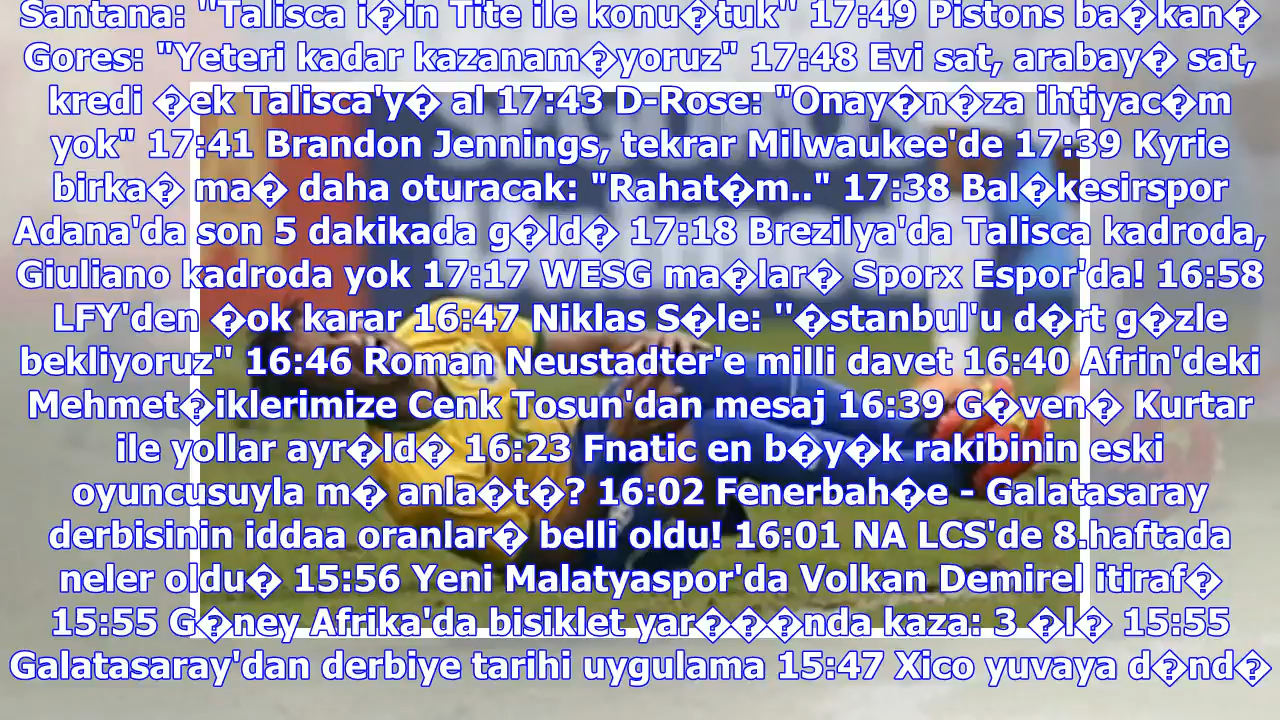 Santana: ''Talisca i�in Tite ile konu�tuk'' 17:49 Pistons ba�kan�
Gores: "Yeteri kadar kazanam�yoruz" 17:48 Evi sat, arabay� sat,
kredi �ek Talisca'y� al 17:43 D-Rose: "Onay�n�za ihtiyac�m
yok" 17:41 Brandon Jennings, tekrar Milwaukee'de 17:39 Kyrie
birka� ma� daha oturacak: "Rahat�m.." 17:38 Bal�kesirspor
Adana'da son 5 dakikada g�ld� 17:18 Brezilya'da Talisca kadroda,
Giuliano kadroda yok 17:17 WESG ma�lar� Sporx Espor'da! 16:58
LFY'den �ok karar 16:47 Niklas S�le: ''�stanbul'u d�rt g�zle
bekliyoruz'' 16:46 Roman Neustadter'e milli davet 16:40 Afrin'deki
Mehmet�iklerimize Cenk Tosun'dan mesaj 16:39 G�ven� Kurtar
ile yollar ayr�ld� 16:23 Fnatic en b�y�k rakibinin eski
oyuncusuyla m� anla�t�? 16:02 Fenerbah�e - Galatasaray
derbisinin iddaa oranlar� belli oldu! 16:01 NA LCS'de 8.haftada
neler oldu� 15:56 Yeni Malatyaspor'da Volkan Demirel itiraf�
15:55 G�ney Afrika'da bisiklet yar���nda kaza: 3 �l� 15:55
Galatasaray'dan derbiye tarihi uygulama 15:47 Xico yuvaya d�nd�